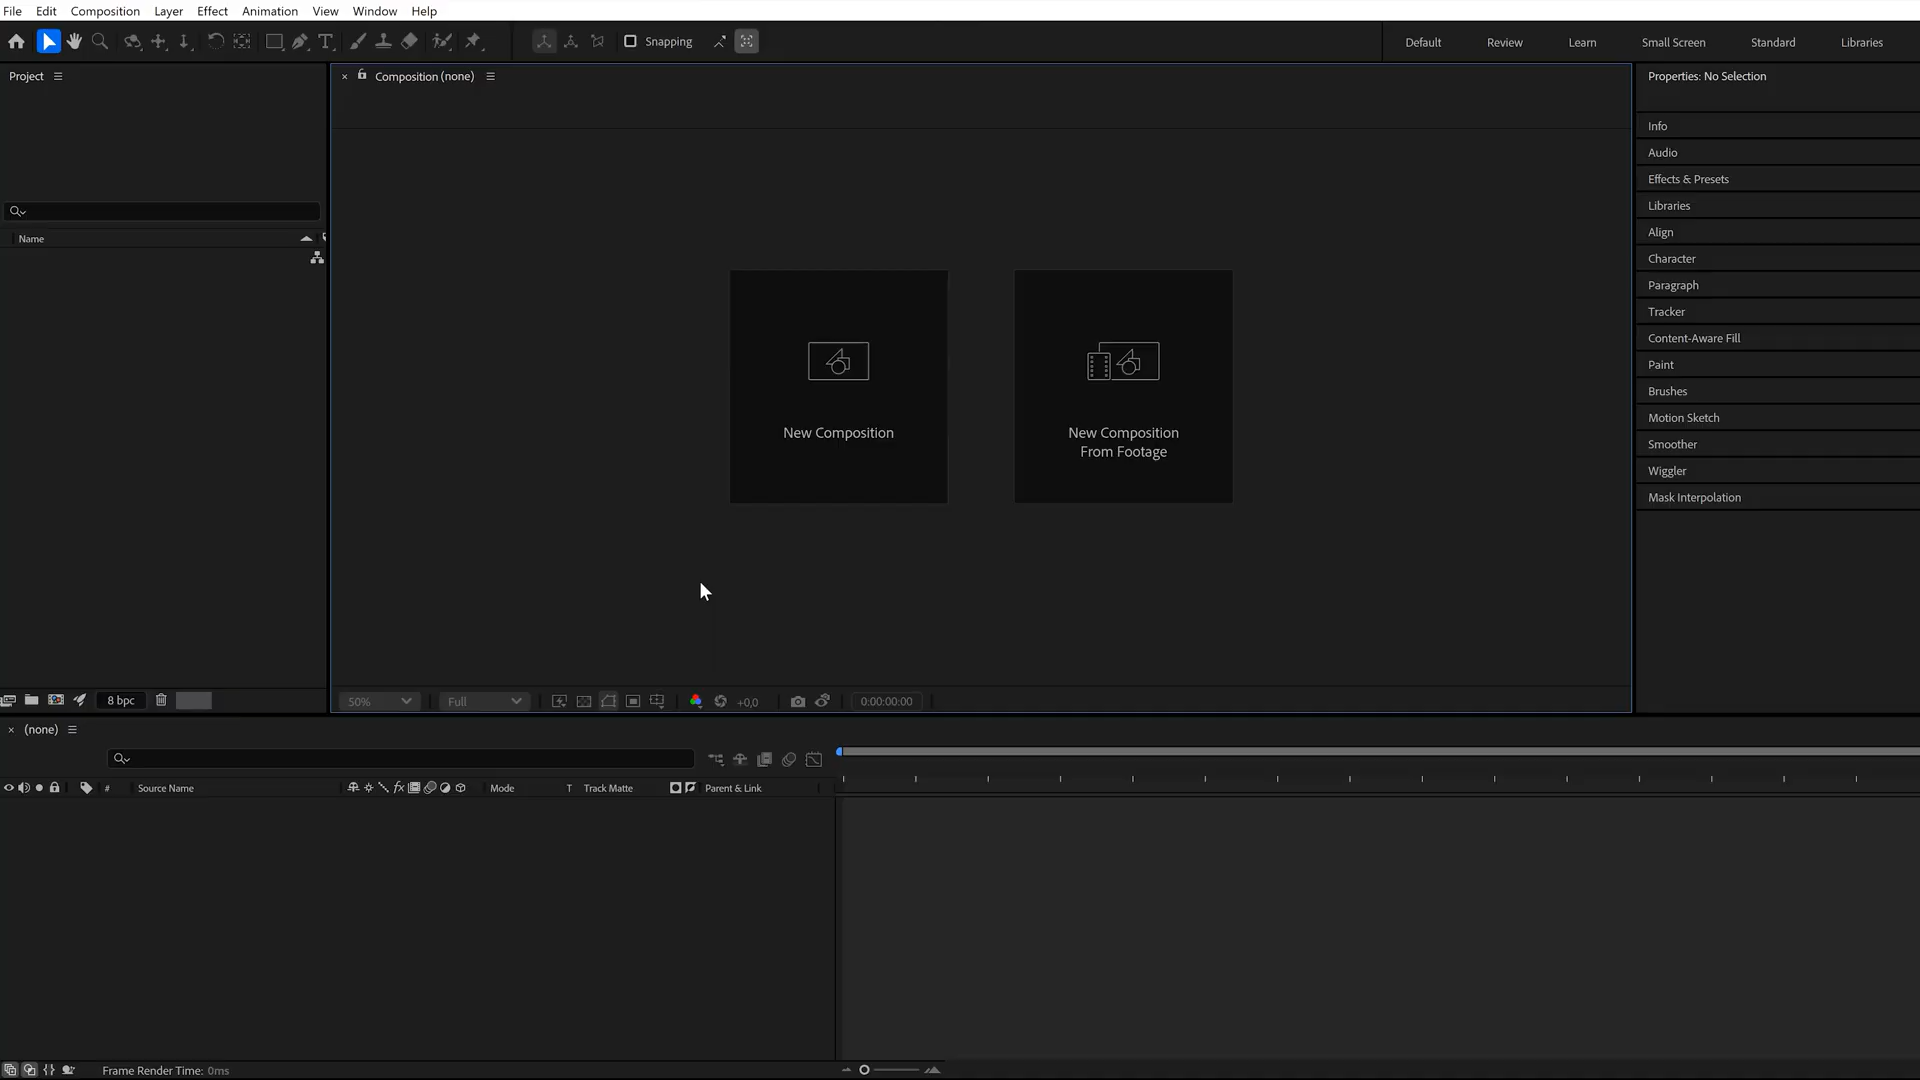 File Edit Composition Layer Effect Animation View Window Help
Snapping
Default Review Learn Small Screen Standard Libraries
Project
Composition (none)
Properties: No Selection
Info
Audio
Effects & Presets
Libraries
Align
Character
Paragraph
Tracker
Content-Aware Fill
Paint
Brushes
Motion Sketch
Smoother
Wiggler
Mask Interpolation
Name
New Composition
New Composition
From Footage
8 bpc
50% Full +0,0 0:00:00:00
(none)
# Source Name fx Mode T Track Matte Parent & Link
Frame Render Time: 0ms